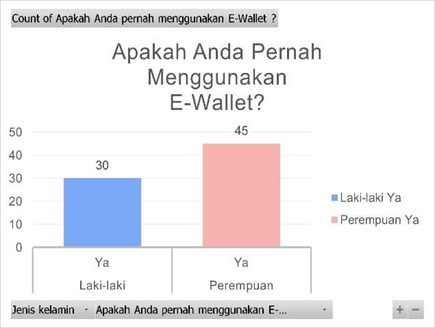 Count of Apakah Anda pernah menggunakan E-Wallet ?
Apakah Anda Pernah
Menggunakan
E-Wallet?
50
40
30
20
10
0
30
45
Ya
Ya
Laki-laki
Perempuan
Laki-laki Ya
Perempuan Ya
Jenis kelamin
Apakah Anda pernah menggunakan E-...
+ -